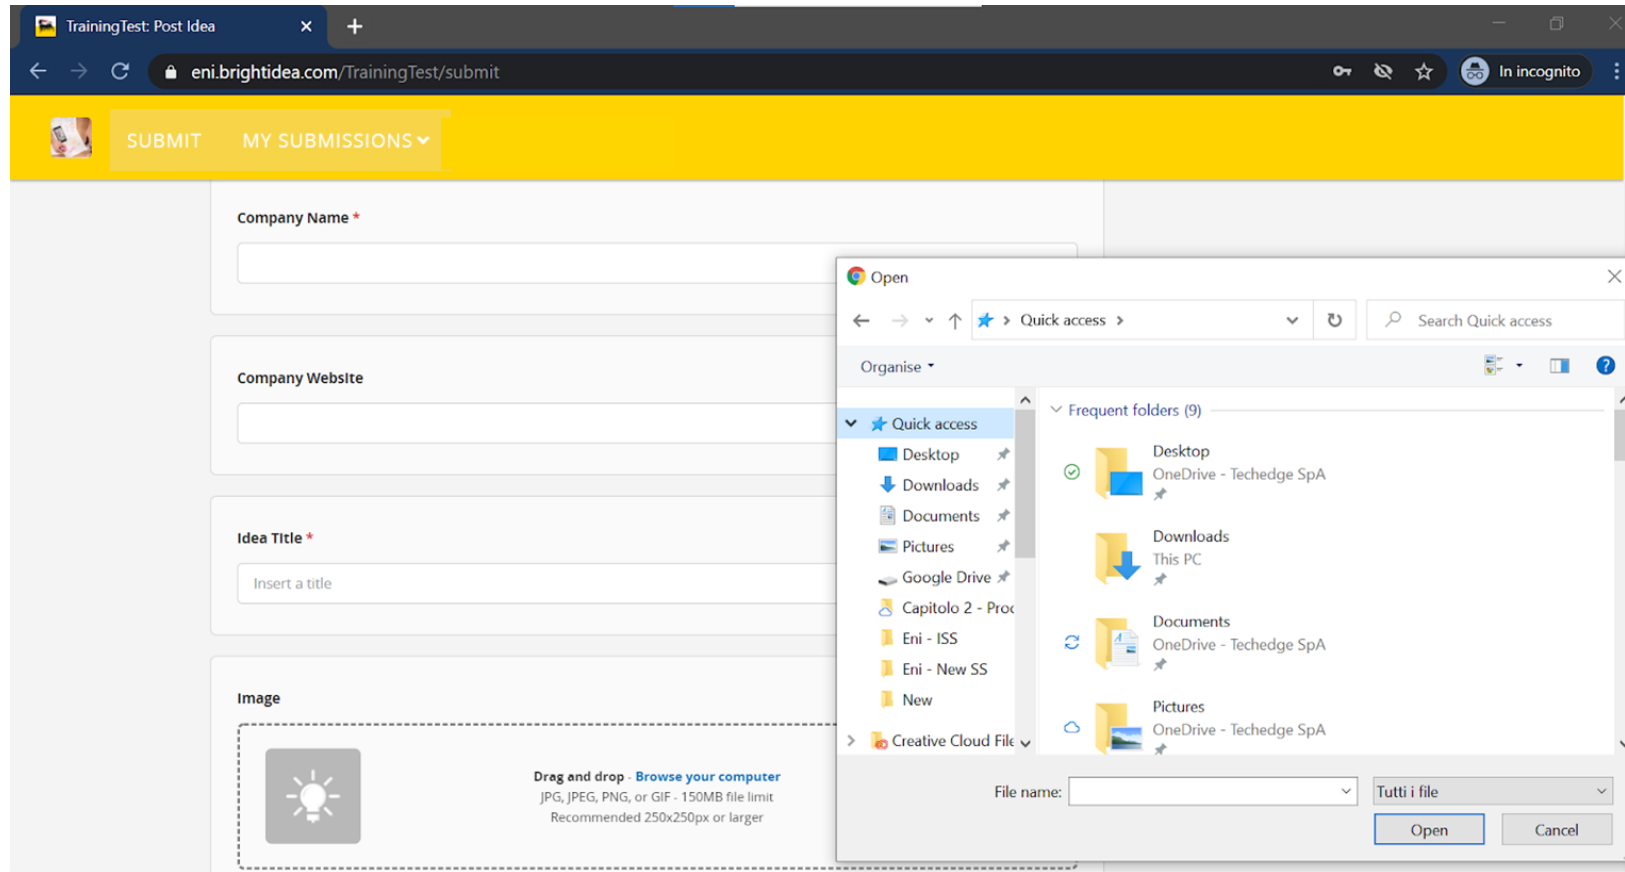 TrainingTest: Post Idea
eni.brightidea.com/TrainingTest/submit
In incognito
SUBMIT
MY SUBMISSIONS
Company Name *
Company Website
Idea Title *
Insert a title
Image
Drag and drop - Browse your computer
JPG, JPEG, PNG, or GIF - 150MB file limit
Recommended 250x250px or larger
Open
Quick access
Search Quick access
Organise
Quick access
Desktop
Downloads
Documents
Pictures
Google Drive
Capitolo 2 - Proc
Eni - ISS
Eni - New SS
New
Creative Cloud File
Frequent folders (9)
Desktop
OneDrive - Techedge SpA
Downloads
This PC
Documents
OneDrive - Techedge SpA
Pictures
OneDrive - Techedge SpA
File name:
Tutti i file
Open
Cancel